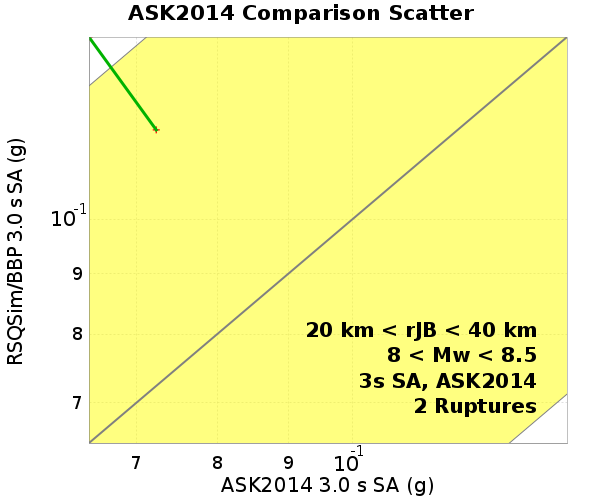 ASK2014 Comparison Scatter
RSQSim/BBP 3.0 s SA (g)
10-1
9
8
7
20 km < rJB < 40 km
8 < Mw < 8.5
3s SA, ASK2014
2 Ruptures
7 8 9 10-1
ASK2014 3.0 s SA (g)